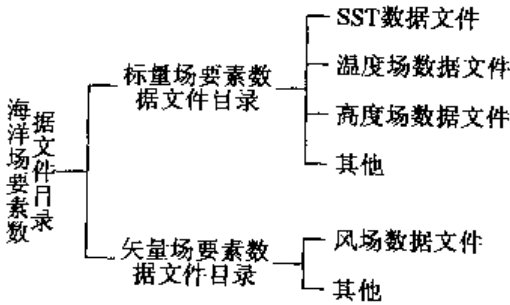 海洋场要素数
据文件目录
标量场要素数
据文件目录
SST数据文件
温度场数据文件
高度场数据文件
其他
矢量场要素数
据文件目录
风场数据文件
其他